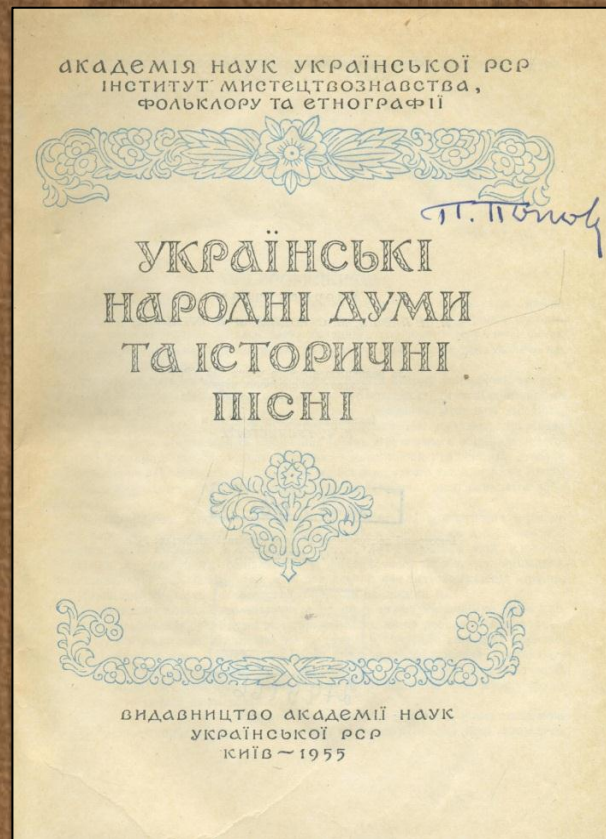 АКАДЕМІЯ НАУК УКРАЇНСЬКОЇ РСР
ІНСТИТУТ МИСТЕЦТВОЗНАВСТВА,
ФОЛЬКЛОРУ ТА ЕТНОГРАФІЇ
П. Попов
УКРАЇНСЬКІ
НАРОДНІ ДУМИ
ТА ІСТОРИЧНІ
ПІСНІ
ВИДАВНИЦТВО АКАДЕМІЇ НАУК
УКРАЇНСЬКОЇ РСР
КИЇВ ~ 1955